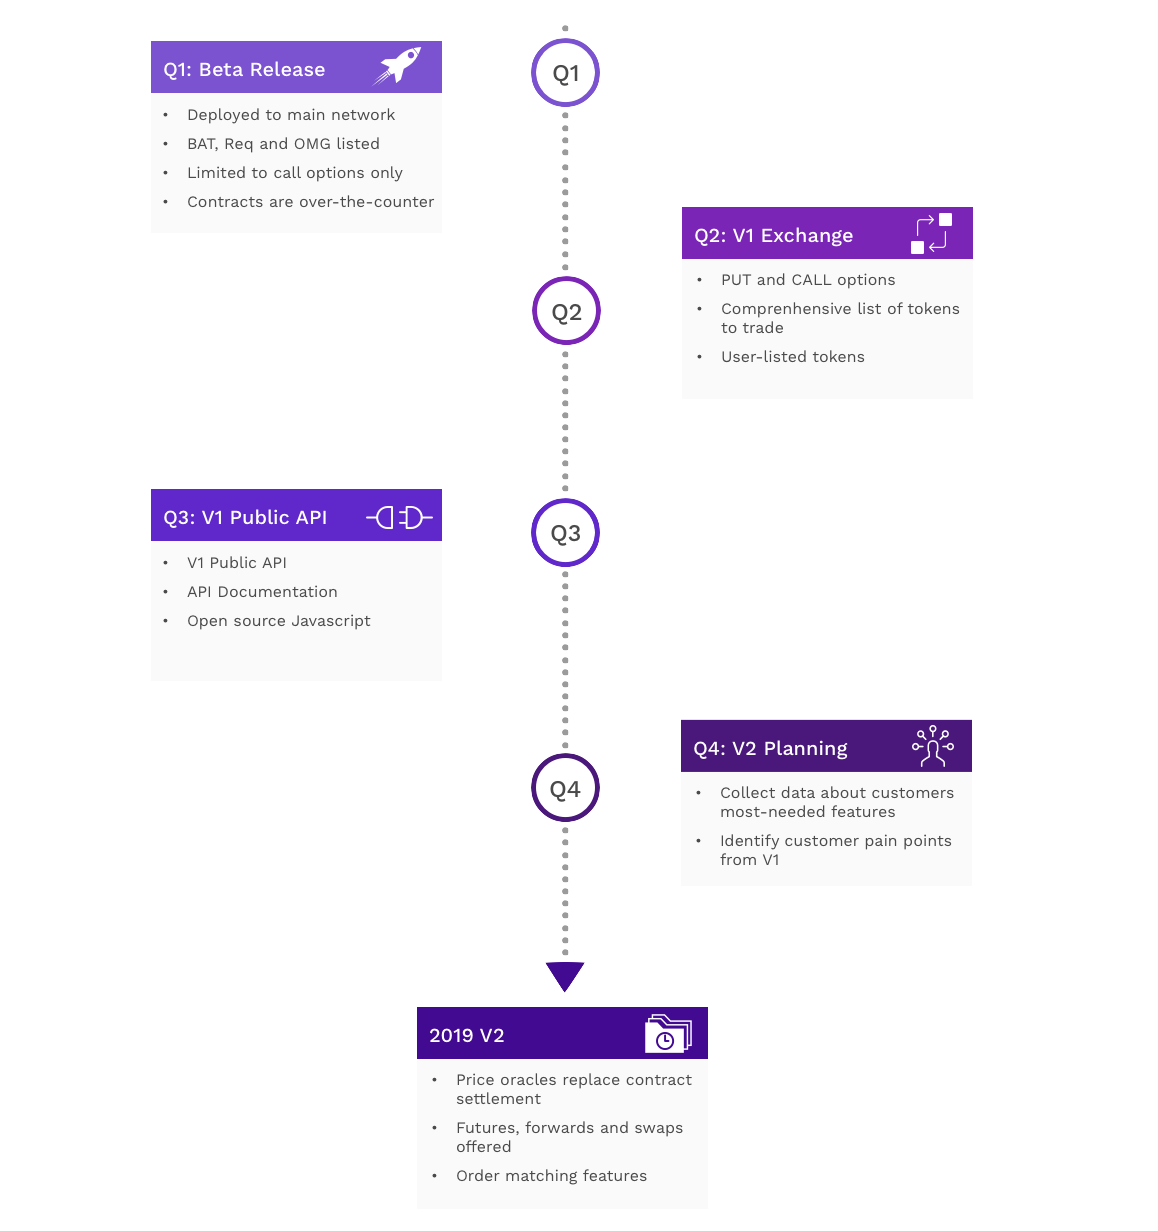 Q1: Beta Release
• Deployed to main network
• BAT, Req and OMG listed
• Limited to call options only
• Contracts are over-the-counter
Q1
Q2: V1 Exchange
• PUT and CALL options
• Comprenhensive list of tokens
to trade
• User-listed tokens
Q2
Q3: V1 Public API
• V1 Public API
• API Documentation
• Open source Javascript
Q3
Q4: V2 Planning
• Collect data about customers
most-needed features
• Identify customer pain points
from V1
Q4
2019 V2
• Price oracles replace contract
settlement
• Futures, forwards and swaps
offered
• Order matching features